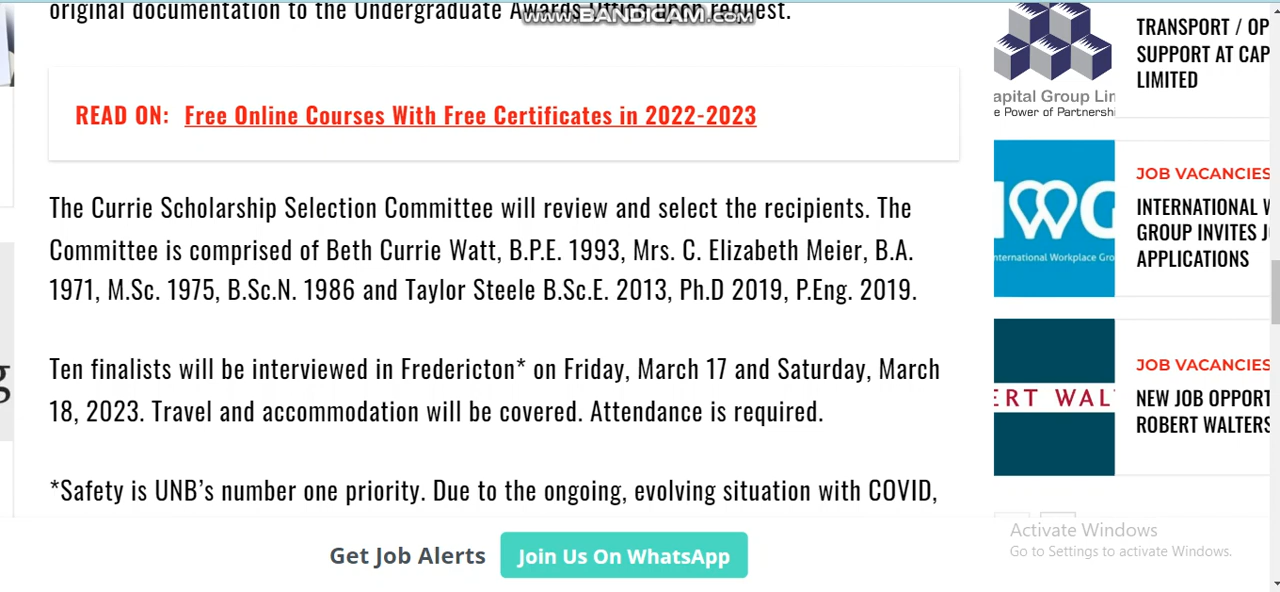 original documentation to the Undergraduate Awards Office upon request.
www.BANDICAM.com
READ ON: Free Online Courses With Free Certificates in 2022-2023
The Currie Scholarship Selection Committee will review and select the recipients. The
Committee is comprised of Beth Currie Watt, B.P.E. 1993, Mrs. C. Elizabeth Meier, B.A.
1971, M.Sc. 1975, B.Sc.N. 1986 and Taylor Steele B.Sc.E. 2013, Ph.D 2019, P.Eng. 2019.
Ten finalists will be interviewed in Fredericton* on Friday, March 17 and Saturday, March
18, 2023. Travel and accommodation will be covered. Attendance is required.
*Safety is UNB’s number one priority. Due to the ongoing, evolving situation with COVID,
Get Job Alerts
Join Us On WhatsApp
TRANSPORT / OP
SUPPORT AT CAP
LIMITED
apital Group Lim
e Power of Partnershi
JOB VACANCIES
INTERNATIONAL W
GROUP INVITES J
APPLICATIONS
IWG
nternational Workplace Gro
JOB VACANCIES
NEW JOB OPPORT
ROBERT WALTERS
ERT WAL
Activate Windows
Go to Settings to activate Windows.
g